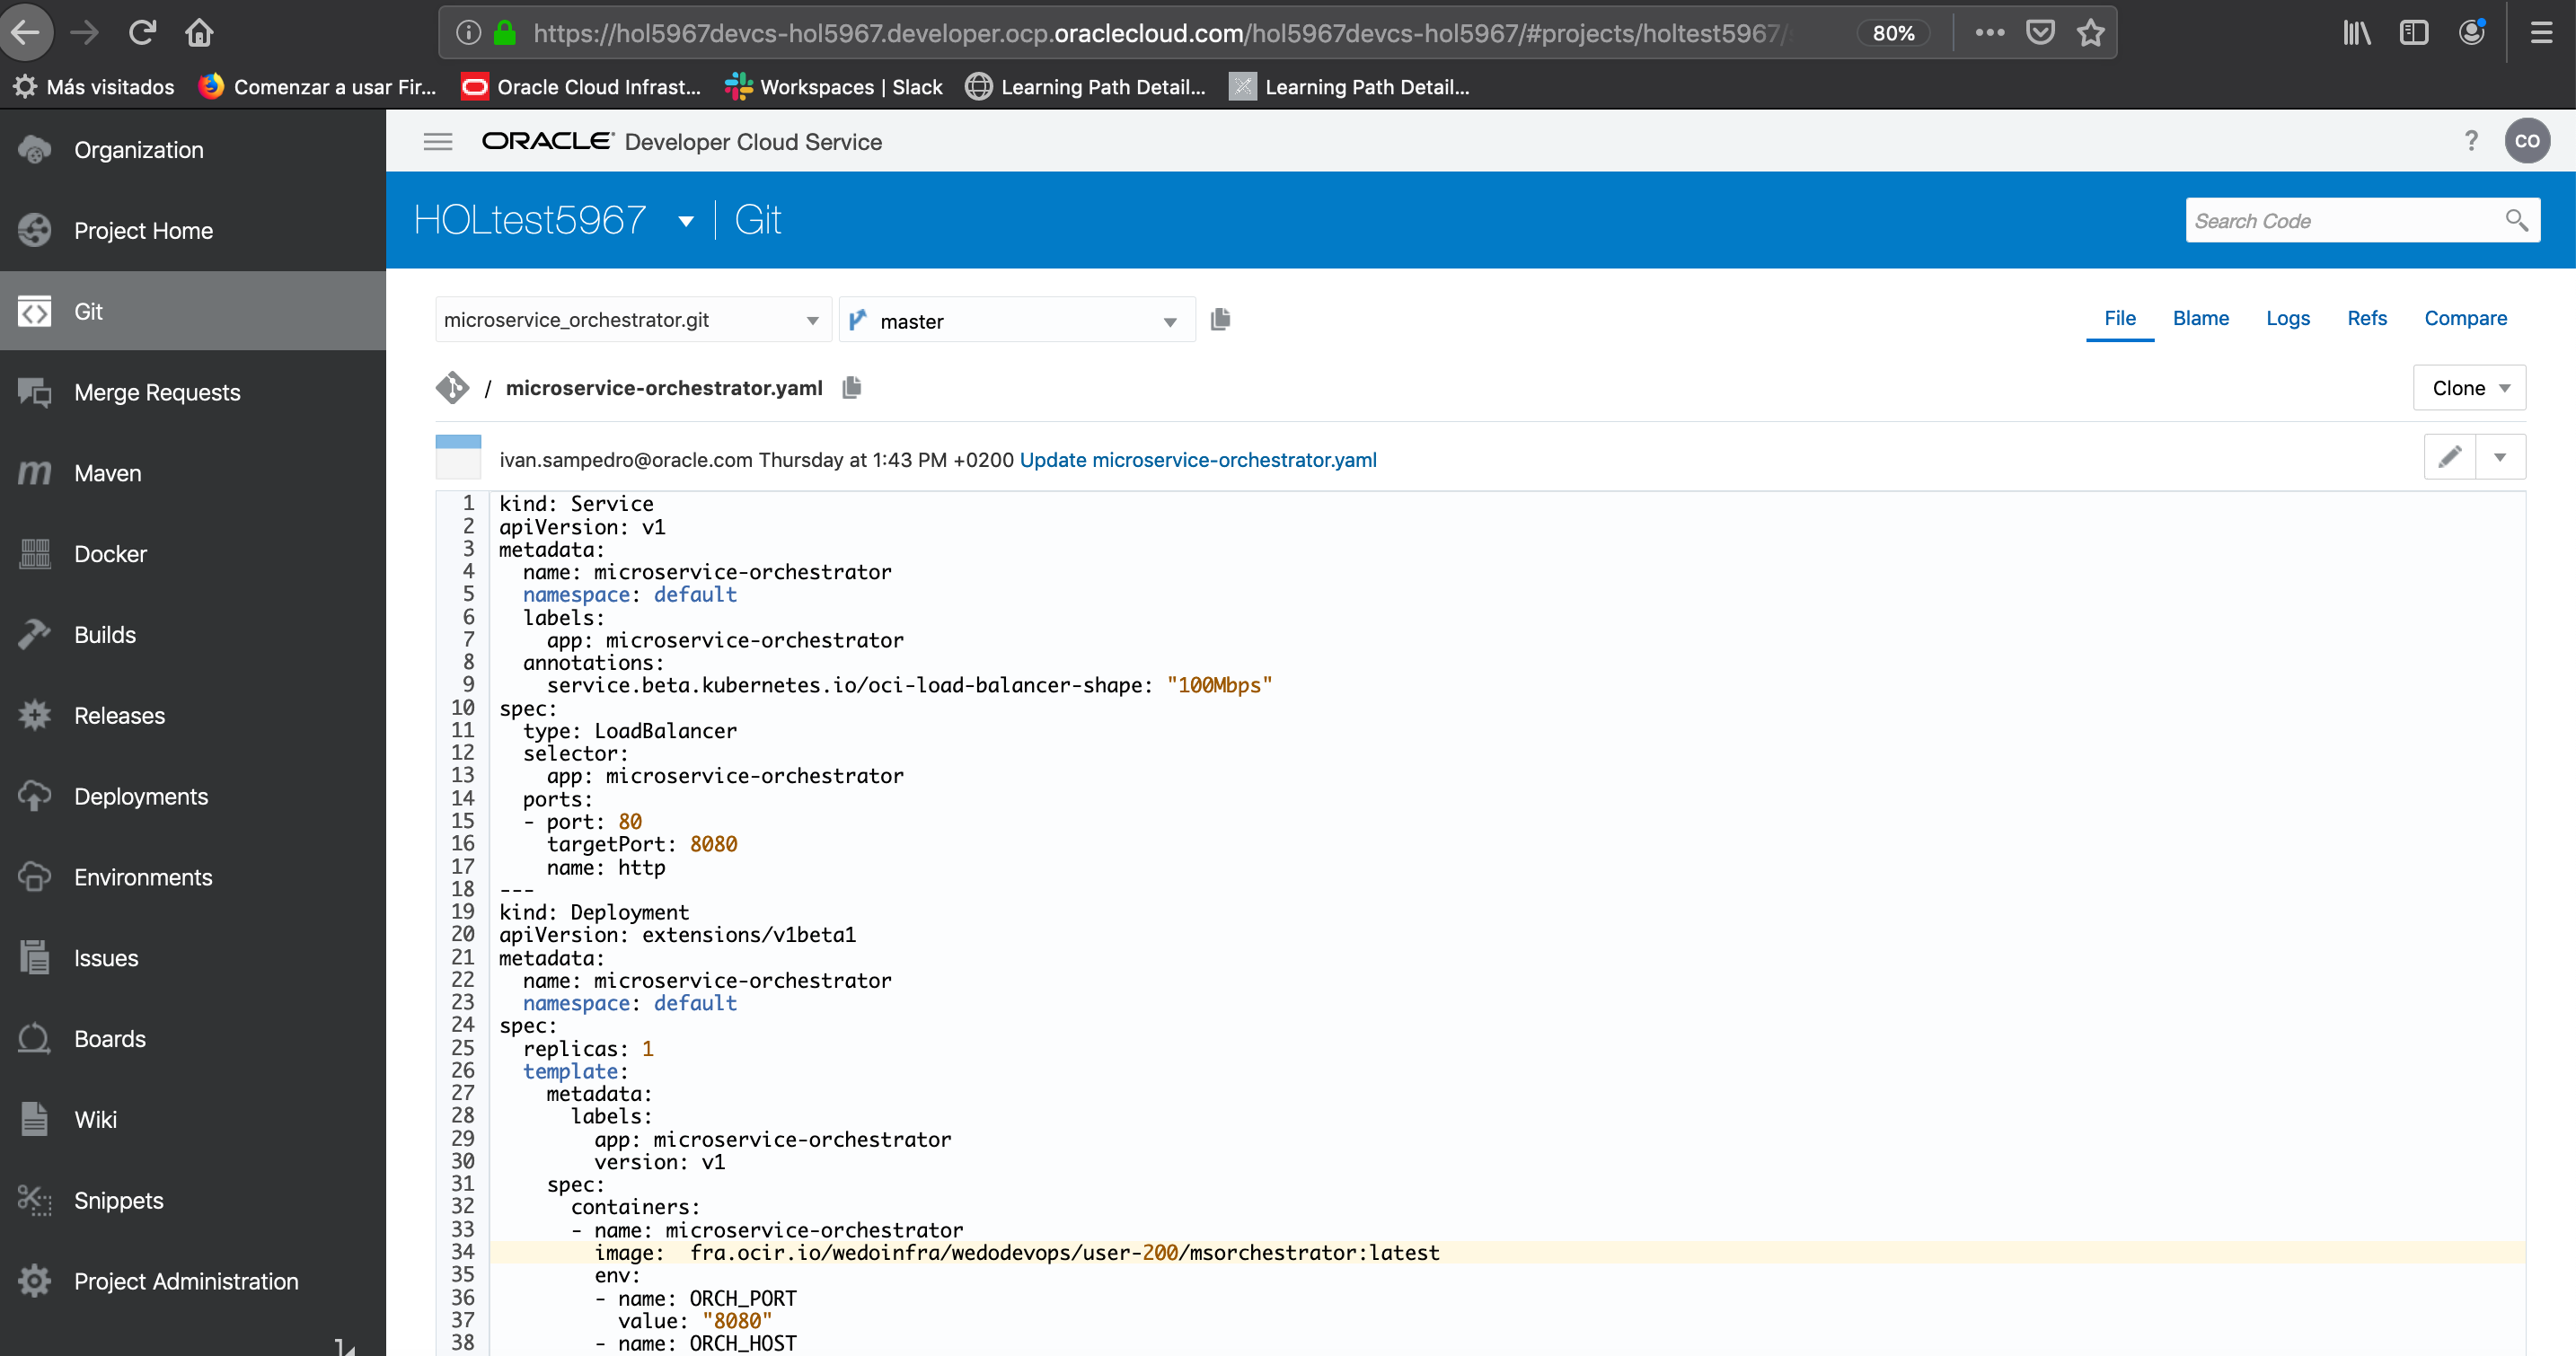 https://hol5967devcs-hol5967.developer.ocp.oraclecloud.com/hol5967devcs-hol5967/#projects/holtest5967/
80%
Más visitados
Comenzar a usar Fir...
Oracle Cloud Infrast...
Workspaces | Slack
Learning Path Detail...
Learning Path Detail...
Organization
Project Home
Git
Merge Requests
Maven
Docker
Builds
Releases
Deployments
Environments
Issues
Boards
Wiki
Snippets
Project Administration
ORACLE® Developer Cloud Service
?
CO
HOLtest5967
Git
Search Code
microservice_orchestrator.git
master
File
Blame
Logs
Refs
Compare
/ microservice-orchestrator.yaml
Clone
ivan.sampedro@oracle.com Thursday at 1:43 PM +0200 Update microservice-orchestrator.yaml
1 kind: Service
2 apiVersion: v1
3 metadata:
4   name: microservice-orchestrator
5   namespace: default
6   labels:
7     app: microservice-orchestrator
8   annotations:
9     service.beta.kubernetes.io/oci-load-balancer-shape: "100Mbps"
10 spec:
11   type: LoadBalancer
12   selector:
13     app: microservice-orchestrator
14   ports:
15   - port: 80
16     targetPort: 8080
17     name: http
18 ---
19 kind: Deployment
20 apiVersion: extensions/v1beta1
21 metadata:
22   name: microservice-orchestrator
23   namespace: default
24 spec:
25   replicas: 1
26   template:
27     metadata:
28       labels:
29         app: microservice-orchestrator
30         version: v1
31     spec:
32       containers:
33       - name: microservice-orchestrator
34         image:  fra.ocir.io/wedoinfra/wedodevops/user-200/msorchestrator:latest
35         env:
36         - name: ORCH_PORT
37           value: "8080"
38         - name: ORCH_HOST